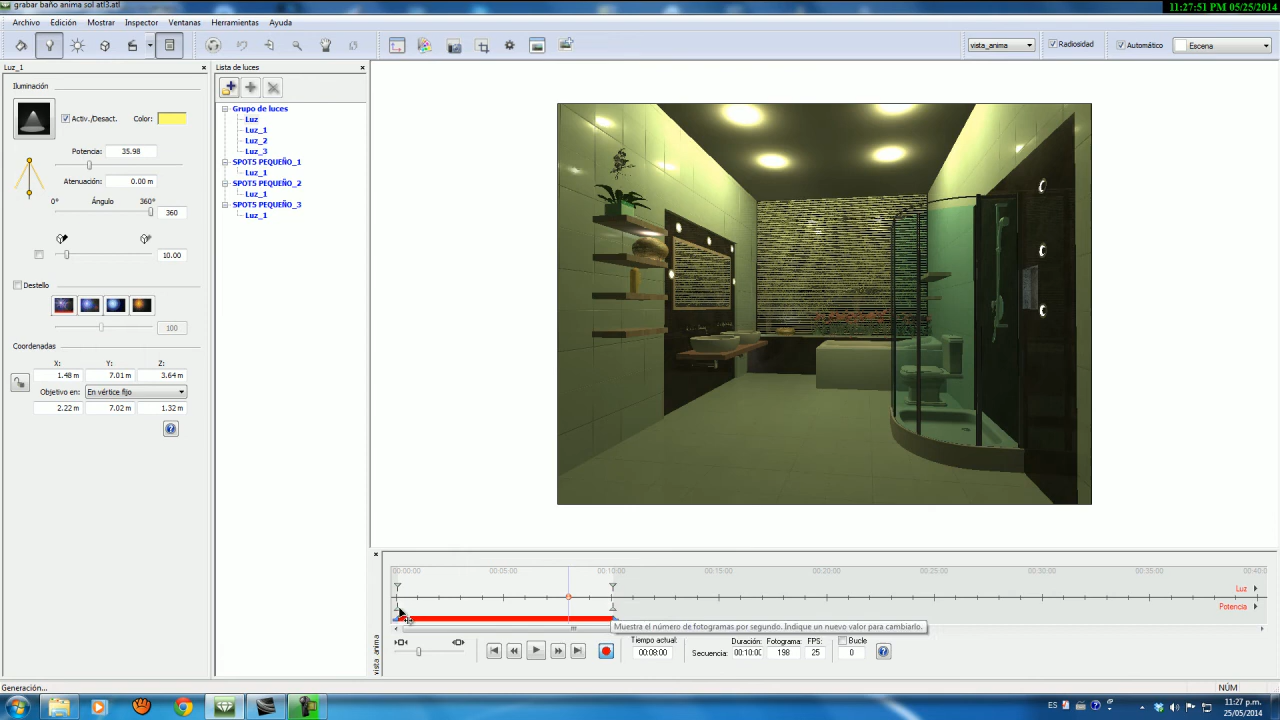 grabar baño anima sol atl3.atl
11:27:51 05/25/2014
Archivo Edición Mostrar Inspector Ventanas Herramientas Ayuda
vista_anima Radiosidad Automático Escena
Luz_1
Lista de luces
Iluminación
Activ./Desact. Color:
Potencia: 35.98
Atenuación: 0.00 m
0° Ángulo 360°
360
10.00
Destello
100
Coordenadas
X: Y: Z:
1.48 m 7.01 m 3.64 m
Objetivo en: En vértice fijo
2.22 m 7.02 m 1.32 m
Grupo de luces
Luz
Luz_1
Luz_2
Luz_3
SPOTS PEQUEÑO_1
Luz_1
SPOTS PEQUEÑO_2
Luz_1
SPOTS PEQUEÑO_3
Luz_1
00:00:00 00:05:00 00:10:00 00:15:00 00:20:00 00:25:00 00:30:00 00:35:00 00:40:0
Luz
Potencia
Muestra el número de fotogramas por segundo. Indique un nuevo valor para cambiarlo.
vista_anima
Tiempo actual: Duración: Fotograma: FPS: Bucle
00:08:00 Secuencia: 00:10:00 198 25 0
Generación...
NÚM
ES
11:27 p.m.
25/05/2014